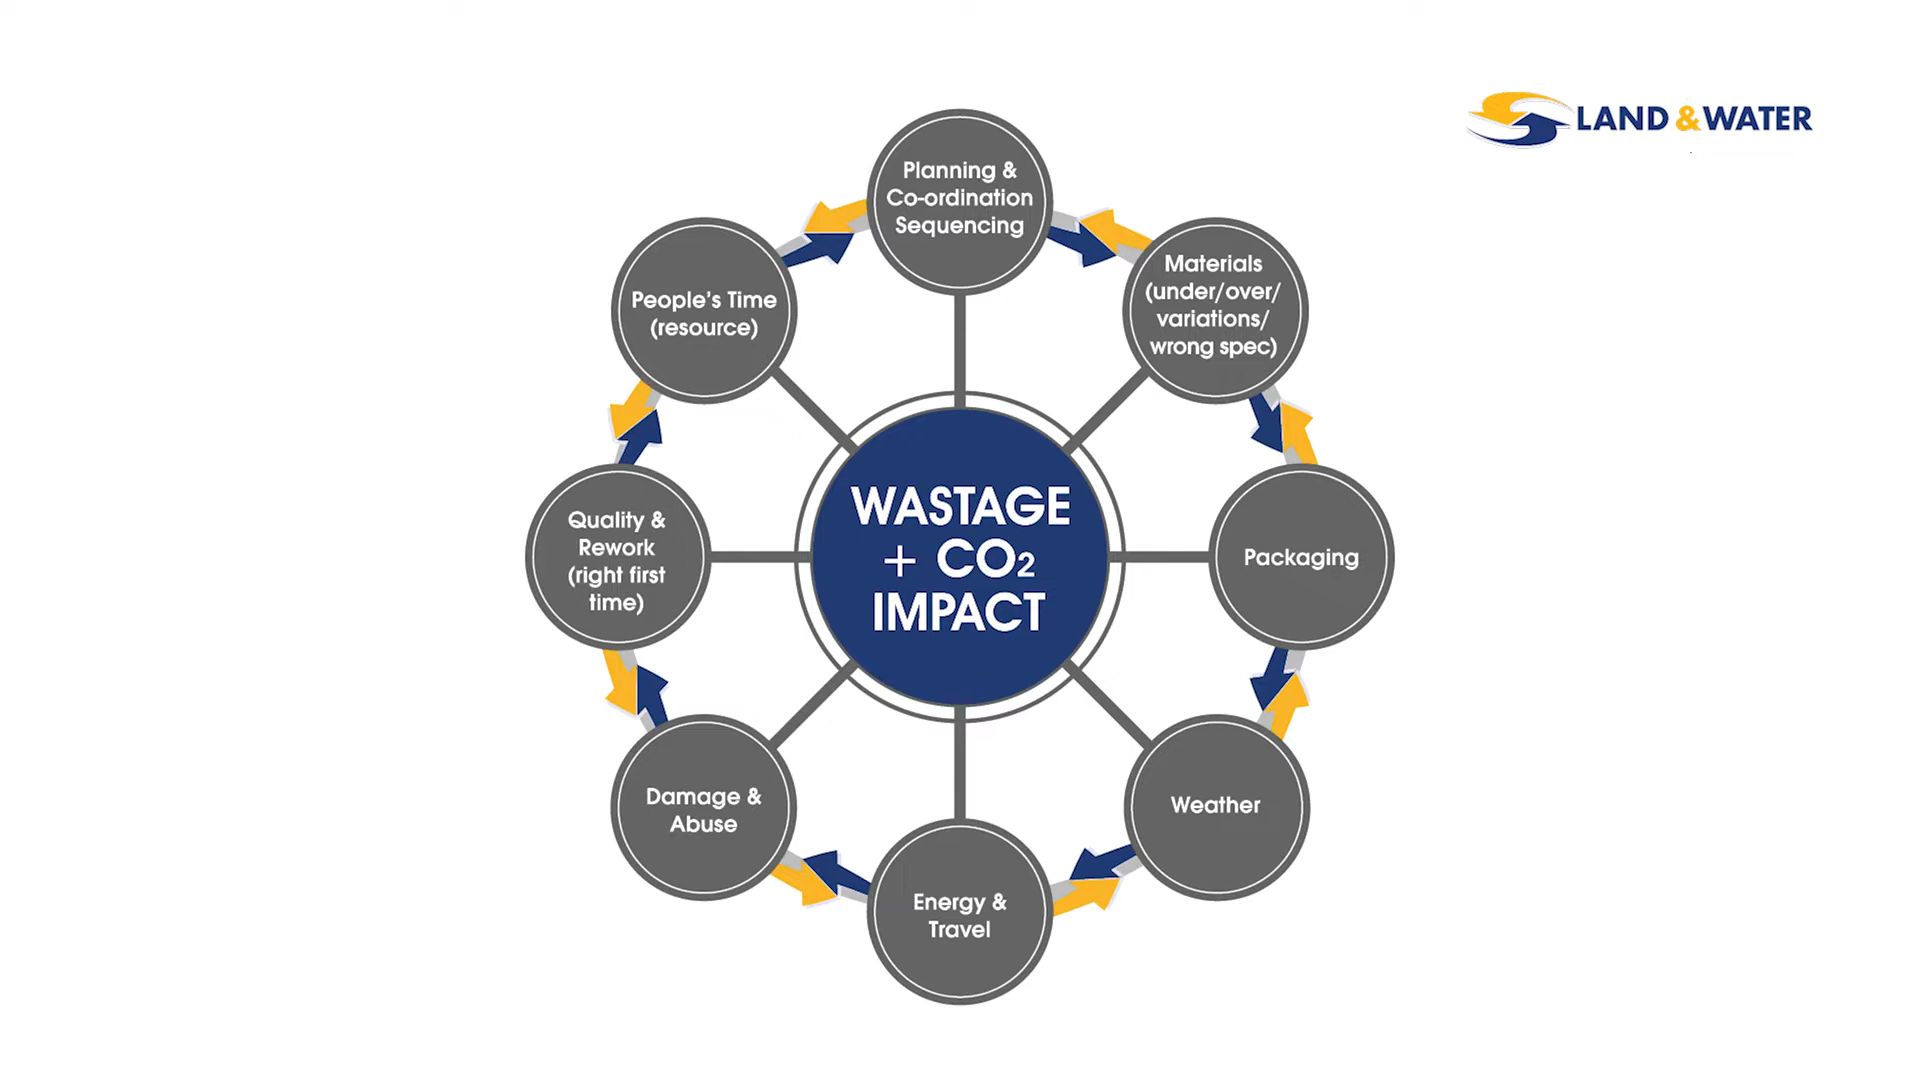 LAND & WATER
Planning &
Co-ordination
Sequencing
Materials
(under/over/
variations/
wrong spec)
People's Time
(resource)
WASTAGE
+ CO₂
IMPACT
Quality &
Rework
(right first
time)
Packaging
Damage &
Abuse
Weather
Energy &
Travel